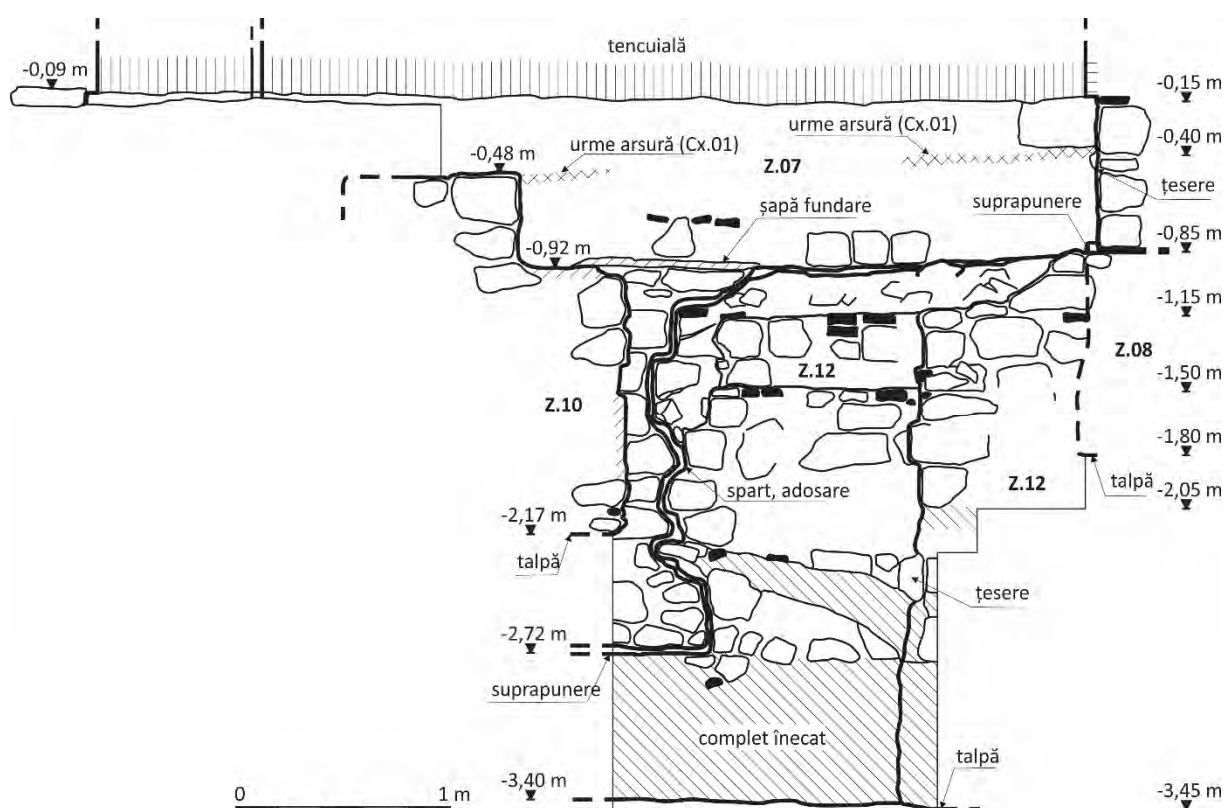 tencuială
-0,09 m
-0,15 m
urme arsură (Cx.01)
-0,40 m
urme arsură (Cx.01)
-0,48 m
Z.07
țesere
șapă fundare
suprapunere
-0,85 m
-0,92 m
-1,15 m
Z.08
Z.12
-1,50 m
Z.10
-1,80 m
spart, adosare
Z.12
talpă
-2,05 m
-2,17 m
talpă
țesere
-2,72 m
suprapunere
complet înecat
talpă
-3,40 m
-3,45 m
0
1 m